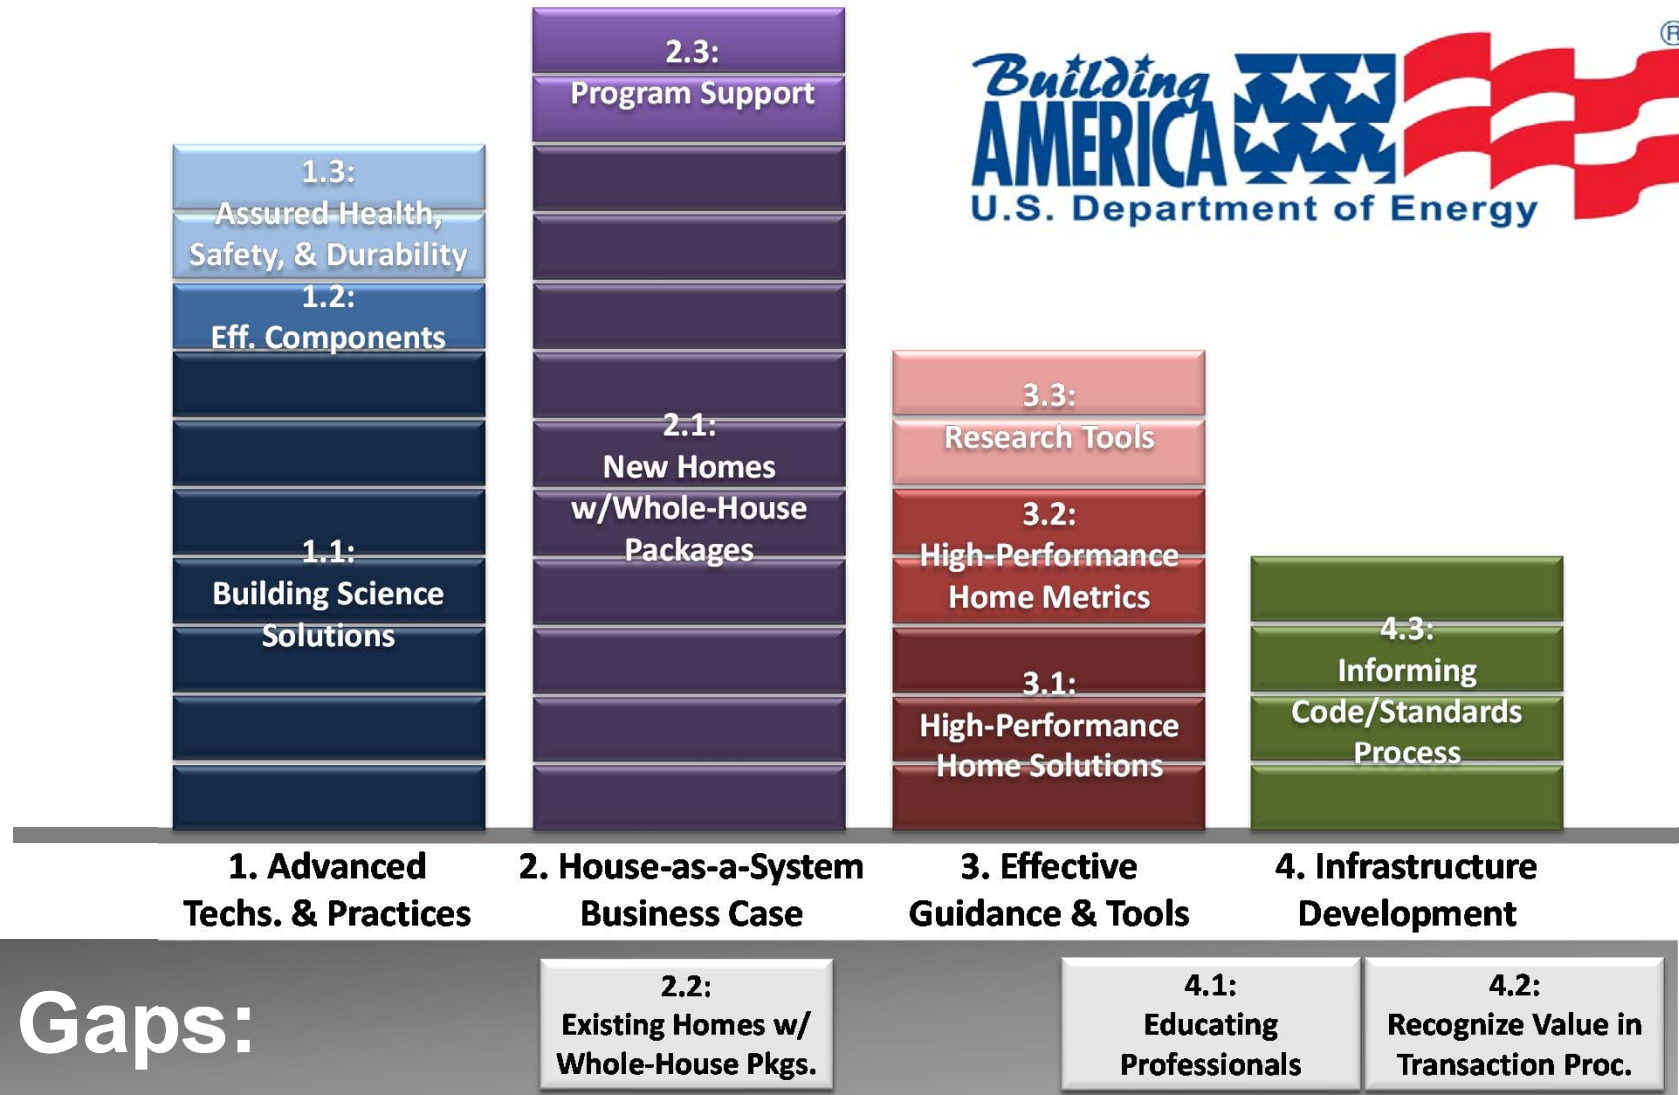 Building
AMERICA
U.S. Department of Energy
®
1.3:
Assured Health,
Safety, & Durability
1.2:
Eff. Components
1.1:
Building Science
Solutions
2.3:
Program Support
2.1:
New Homes
w/Whole-House
Packages
3.3:
Research Tools
3.2:
High-Performance
Home Metrics
3.1:
High-Performance
Home Solutions
4.3:
Informing
Code/Standards
Process
1. Advanced
Techs. & Practices
2. House-as-a-System
Business Case
3. Effective
Guidance & Tools
4. Infrastructure
Development
Gaps:
2.2:
Existing Homes w/
Whole-House Pkgs.
4.1:
Educating
Professionals
4.2:
Recognize Value in
Transaction Proc.